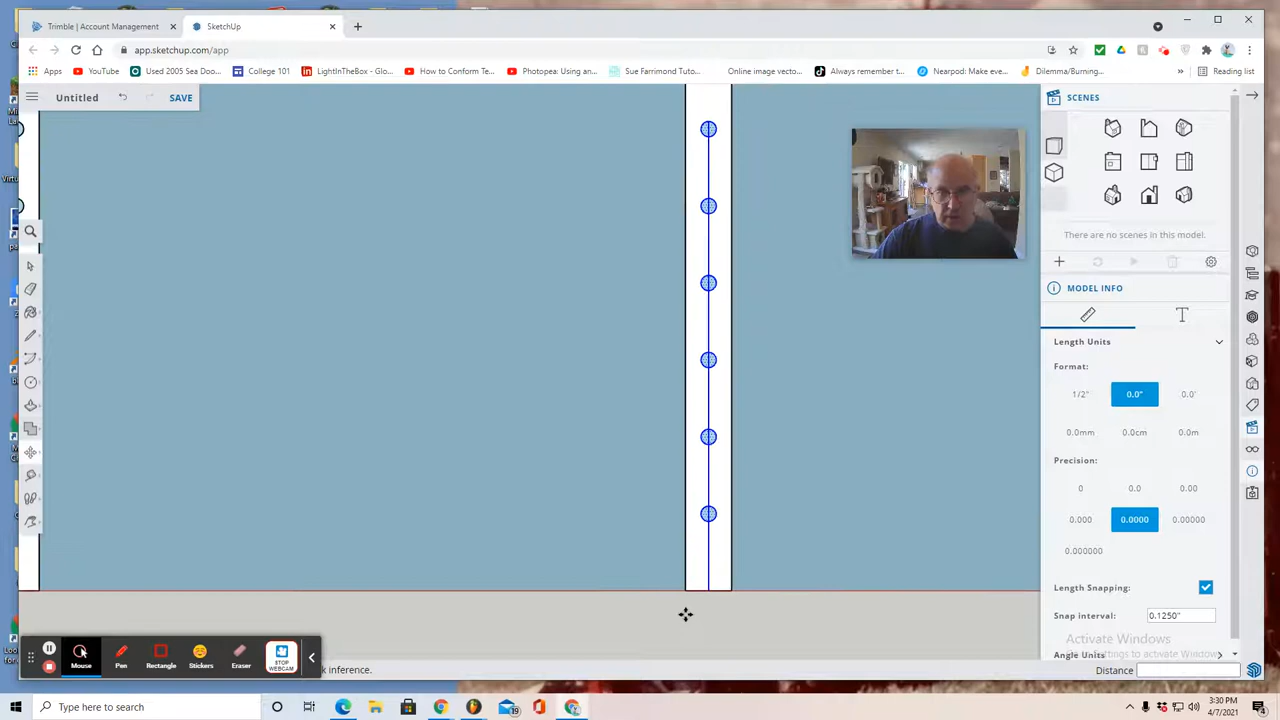 Trimble | Account Management
SketchUp
app.sketchup.com/app
Apps
YouTube
Used 2005 Sea Doo...
College 101
LightInTheBox - Glo...
How to Conform Te...
Photopea: Using an...
Sue Farrimond Tuto...
Online image vecto...
Always remember t...
Nearpod: Make eve...
Dilemma/Burning...
»
Reading list
Untitled
SAVE
SCENES
There are no scenes in this model.
MODEL INFO
Length Units
Format:
1/2"
0.0"
0.0'
0.0mm
0.0cm
0.0m
Precision:
0
0.0
0.00
0.000
0.0000
0.00000
0.000000
Length Snapping:
Snap interval:
0.1250"
Activate Windows
Angle Units
Mouse
Pen
Rectangle
Stickers
Eraser
STOP
WEBCAM
k inference.
Distance
Type here to search
19
3:30 PM
4/7/2021
4